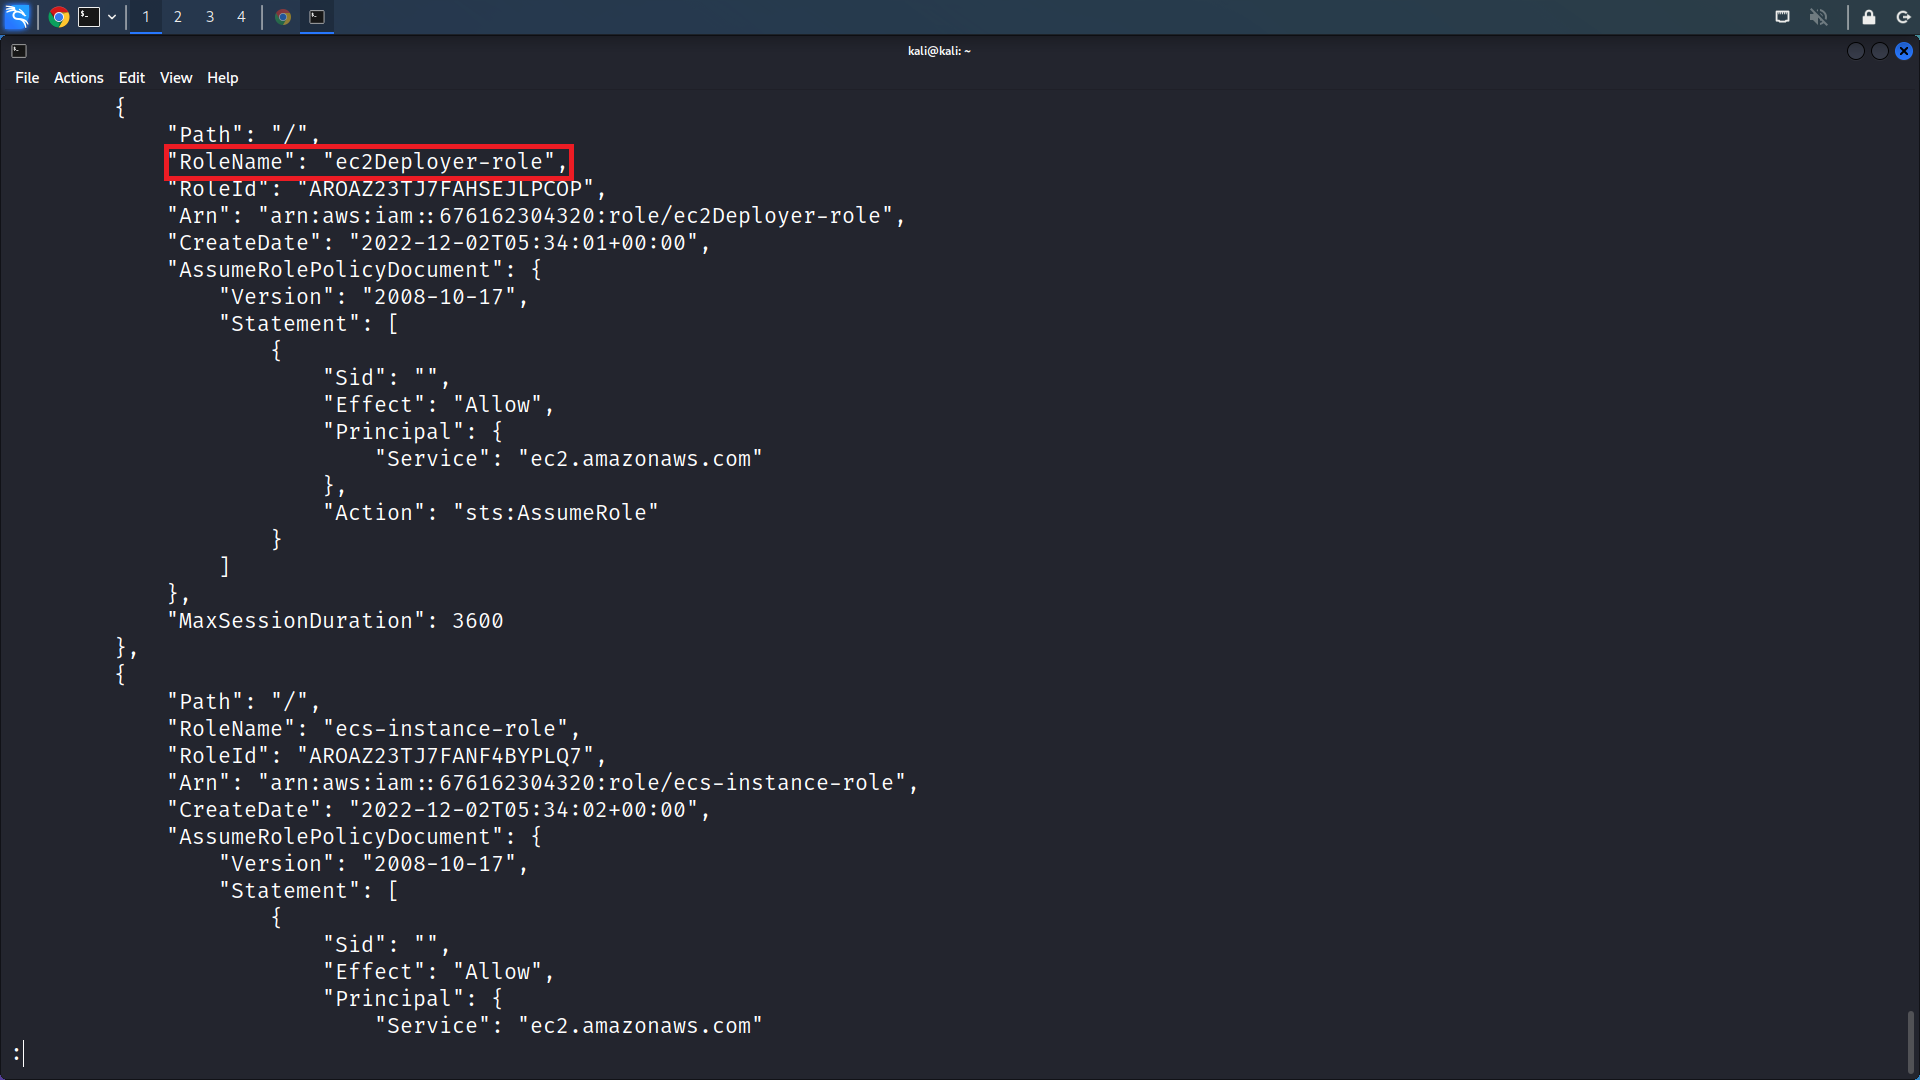 1 2 3 4
kali@kali: ~
File Actions Edit View Help
{
"Path": "/",
"RoleName": "ec2Deployer-role",
"RoleId": "AROAZ23TJ7FAHSEJLPCOP",
"Arn": "arn:aws:iam::676162304320:role/ec2Deployer-role",
"CreateDate": "2022-12-02T05:34:01+00:00",
"AssumeRolePolicyDocument": {
"Version": "2008-10-17",
"Statement": [
{
"Sid": "",
"Effect": "Allow",
"Principal": {
"Service": "ec2.amazonaws.com"
},
"Action": "sts:AssumeRole"
}
]
},
"MaxSessionDuration": 3600
},
{
"Path": "/",
"RoleName": "ecs-instance-role",
"RoleId": "AROAZ23TJ7FANF4BYPLQ7",
"Arn": "arn:aws:iam::676162304320:role/ecs-instance-role",
"CreateDate": "2022-12-02T05:34:02+00:00",
"AssumeRolePolicyDocument": {
"Version": "2008-10-17",
"Statement": [
{
"Sid": "",
"Effect": "Allow",
"Principal": {
"Service": "ec2.amazonaws.com"
: